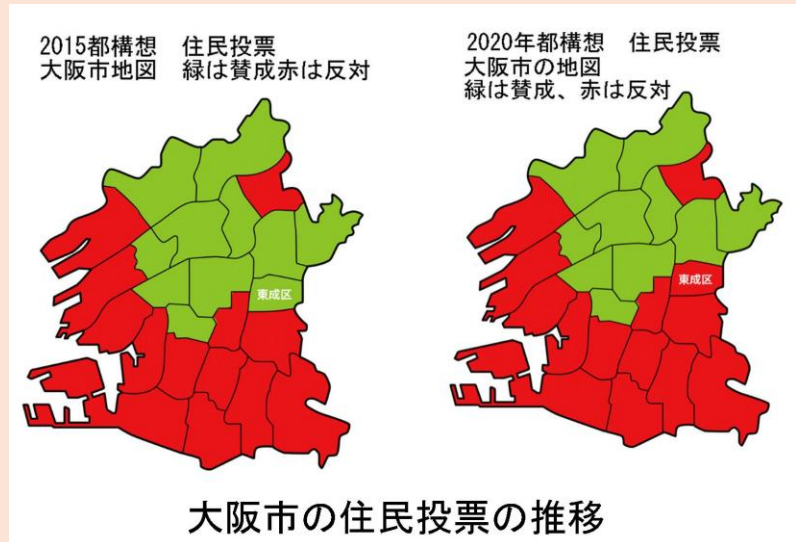 2015都構想　住民投票
大阪市地図　緑は賛成赤は反対
東成区
2020年都構想　住民投票
大阪市の地図
緑は賛成、赤は反対
東成区
大阪市の住民投票の推移